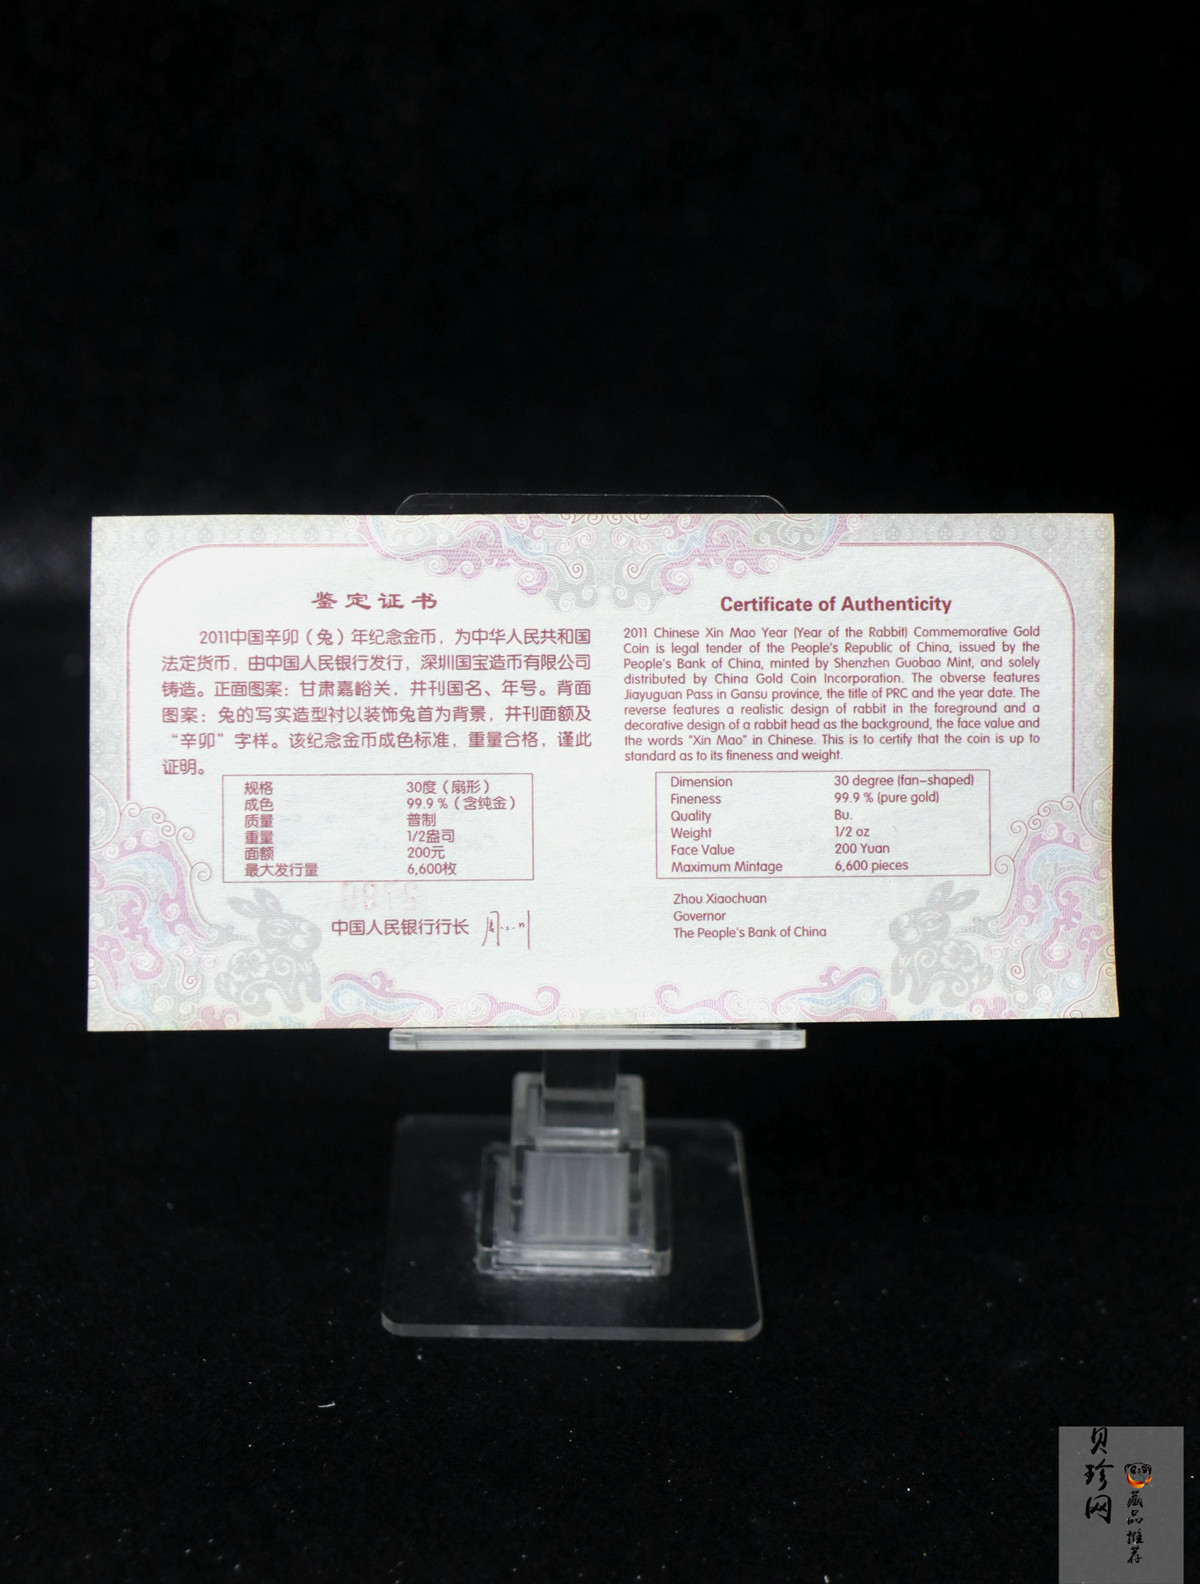 鉴定证书
2011中国辛卯（兔）年纪念金币，为中华人民共和国
法定货币，由中国人民银行发行，深圳国宝造币有限公司
铸造。正面图案：甘肃嘉峪关，并刊国名、年号。背面
图案：兔的写实造型衬以装饰兔首为背景，并刊面额及
“辛卯”字样。该纪念金币成色标准，重量合格，谨此
证明。
规格 30度（扇形）
成色 99.9％（含纯金）
质量 普制
重量 1/2盎司
面额 200元
最大发行量 6,600枚
中国人民银行行长
Certificate of Authenticity
2011 Chinese Xin Mao Year (Year of the Rabbit) Commemorative Gold
Coin is legal tender of the People's Republic of China, issued by the
People's Bank of China, minted by Shenzhen Guobao Mint, and solely
distributed by China Gold Coin Incorporation. The obverse features
Jiayuguan Pass in Gansu province, the title of PRC and the year date. The
reverse features a realistic design of rabbit in the foreground and a
decorative design of a rabbit head as the background, the face value and
the words "Xin Mao" in Chinese. This is to certify that the coin is up to
standard as to its fineness and weight.
Dimension 30 degree (fan-shaped)
Fineness 99.9 % (pure gold)
Quality Bu.
Weight 1/2 oz
Face Value 200 Yuan
Maximum Mintage 6,600 pieces
Zhou Xiaochuan
Governor
The People's Bank of China
贝珍网
藏品推荐